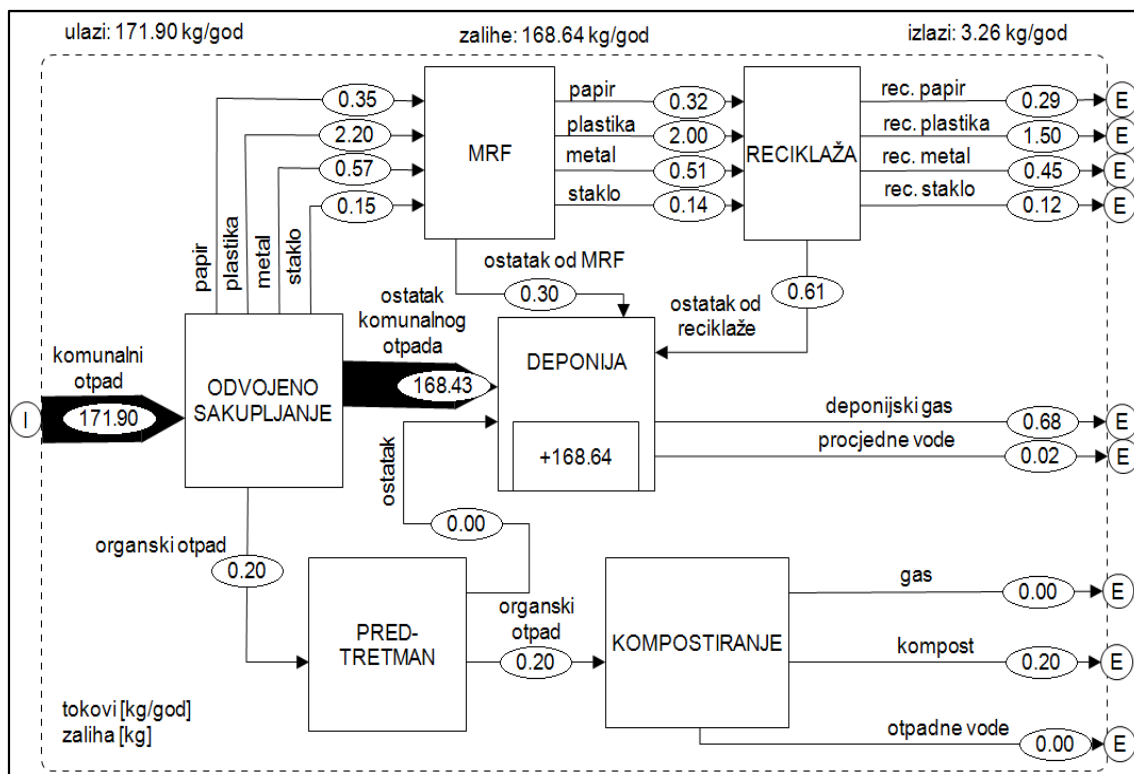 ulazi: 171.90 kg/god
zalihe: 168.64 kg/god
izlazi: 3.26 kg/god
papir
plastika
metal
staklo
0.35
2.20
0.57
0.15
MRF
papir
0.32
plastika
2.00
metal
0.51
staklo
0.14
RECIKLAŽA
rec. papir
0.29
E
rec. plastika
1.50
E
rec. metal
0.45
E
rec. staklo
0.12
E
ostatak od MRF
0.30
ostatak od
reciklaže
0.61
I
komunalni
otpad
171.90
ODVOJENO
SAKUPLJANJE
ostatak
komunalnog
otpada
168.43
DEPONIJA
+168.64
deponijski gas
0.68
E
procjedne vode
0.02
E
ostatak
0.00
organski otpad
0.20
PRED-
TRETMAN
organski
otpad
0.20
KOMPOSTIRANJE
gas
0.00
E
kompost
0.20
E
otpadne vode
0.00
E
tokovi [kg/god]
zaliha [kg]